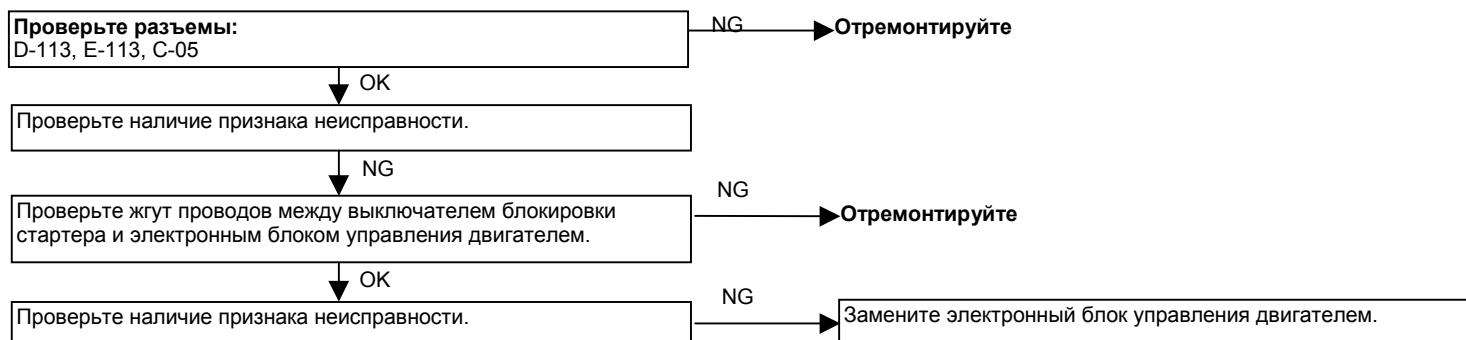 Проверьте разъемы:
NG
Отремонтируйте
D-113, E-113, C-05
OK
Проверьте наличие признака неисправности.
NG
NG
Проверьте жгут проводов между выключателем блокировки
Отремонтируйте
стартера и электронным блоком управления двигателем.
OK
NG
Проверьте наличие признака неисправности.
Замените электронный блок управления двигателем.